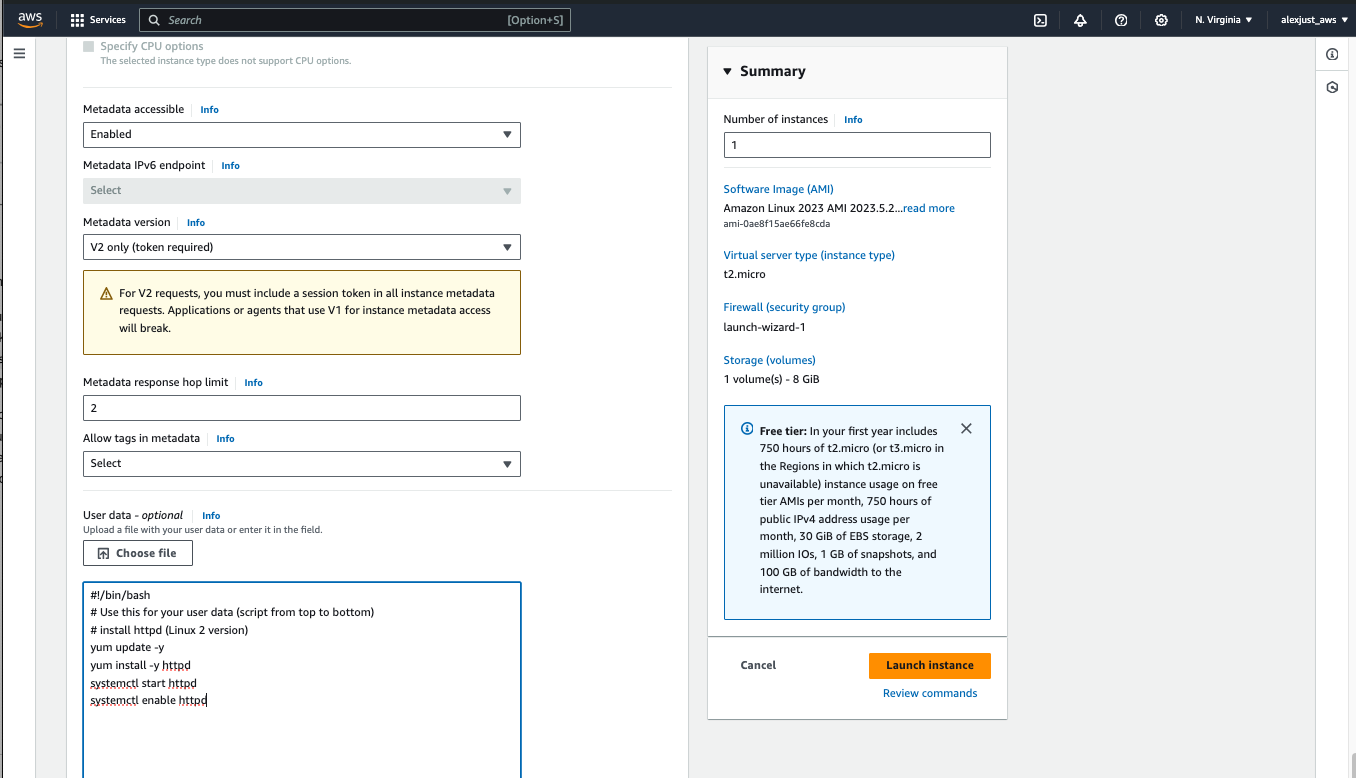 aws
Services
Search
[Option+S]
N. Virginia
alexjust_aws
Specify CPU options
The selected instance type does not support CPU options.
Metadata accessible
Info
Enabled
Metadata IPv6 endpoint
Info
Select
Metadata version
Info
V2 only (token required)
For V2 requests, you must include a session token in all instance metadata
requests. Applications or agents that use V1 for instance metadata access
will break.
Metadata response hop limit
Info
2
Allow tags in metadata
Info
Select
User data - optional
Info
Upload a file with your user data or enter it in the field.
Choose file
#!/bin/bash
# Use this for your user data (script from top to bottom)
# install httpd (Linux 2 version)
yum update -y
yum install -y httpd
systemctl start httpd
systemctl enable httpd
Summary
Number of instances
Info
1
Software Image (AMI)
Amazon Linux 2023 AMI 2023.5.2...read more
ami-0ae8f15ae66fe8cda
Virtual server type (instance type)
t2.micro
Firewall (security group)
launch-wizard-1
Storage (volumes)
1 volume(s) - 8 GiB
Free tier: In your first year includes
750 hours of t2.micro (or t3.micro in
the Regions in which t2.micro is
unavailable) instance usage on free
tier AMIs per month, 750 hours of
public IPv4 address usage per
month, 30 GiB of EBS storage, 2
million IOs, 1 GB of snapshots, and
100 GB of bandwidth to the
internet.
Cancel
Launch instance
Review commands